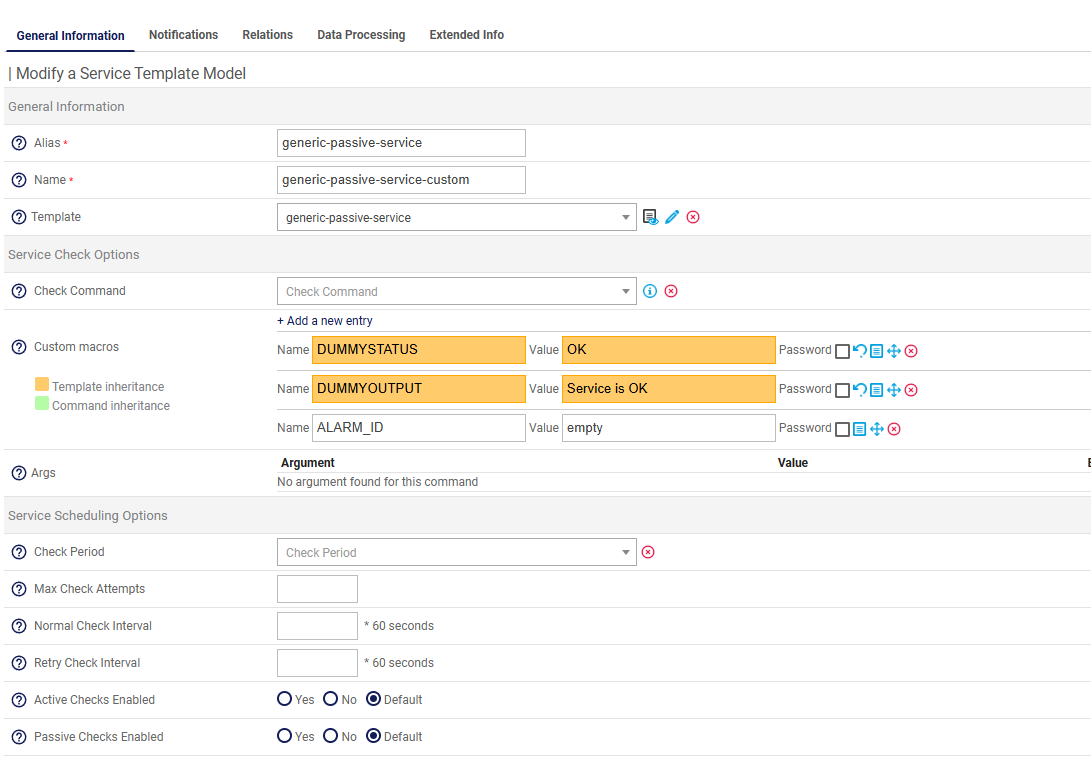 General Information Notifications Relations Data Processing Extended Info
| Modify a Service Template Model
General Information
Alias * generic-passive-service
Name * generic-passive-service-custom
Template generic-passive-service
Service Check Options
Check Command Check Command
+ Add a new entry
Custom macros Name DUMMYSTATUS Value OK Password
Template inheritance Name DUMMYOUTPUT Value Service is OK Password
Command inheritance
Name ALARM_ID Value empty Password
Argument Value
Args
No argument found for this command
Service Scheduling Options
Check Period Check Period
Max Check Attempts
Normal Check Interval * 60 seconds
Retry Check Interval * 60 seconds
Active Checks Enabled Yes No Default
Passive Checks Enabled Yes No Default